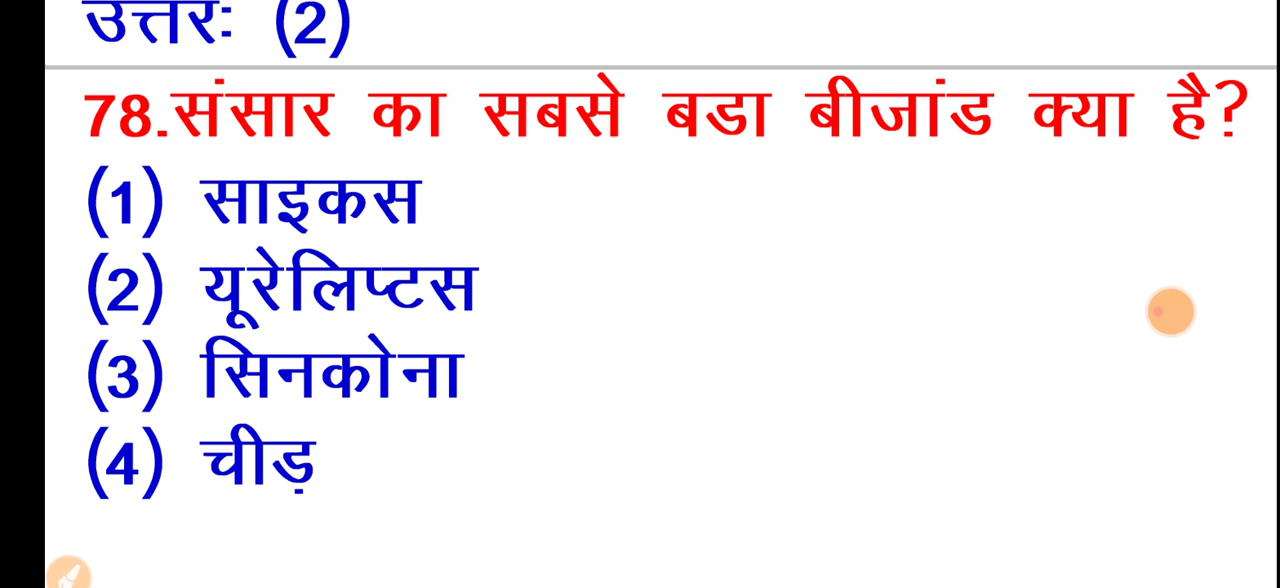 उत्तरः (2)
78.संसार का सबसे बडा बीजांड क्या है?
(1) साइकस
(2) यूरेलिप्टस
(3) सिनकोना
(4) चीड़